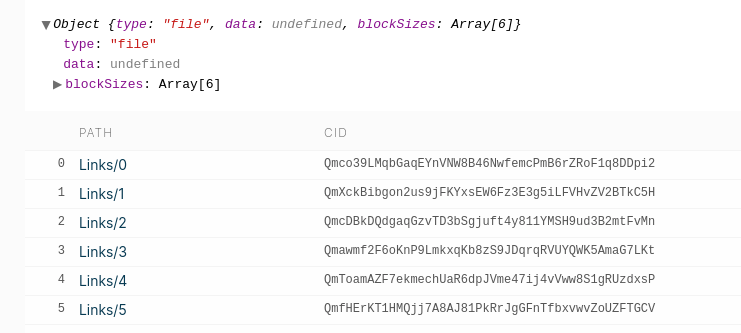 ▼Object {type: "file", data: undefined, blockSizes: Array[6]}
type: "file"
data: undefined
▶blockSizes: Array[6]
PATH CID
0 Links/0 Qmco39LMqbGaqEYnVNW8B46NwfemcPmB6rZRoF1q8DDpi2
1 Links/1 QmXckBibgon2us9jFKYxsEW6Fz3E3g5iLFVHvZV2BTkC5H
2 Links/2 QmcDBkDQdgaqGzvTD3bSgjuft4y811YMSH9ud3B2mtFvMn
3 Links/3 Qmawmf2F6oKnP9LmkxqKb8zS9JDqrqRVUYQWK5AmaG7LKt
4 Links/4 QmToamAZF7ekmechUaR6dpJVme47ij4vVww8S1gRUzdxsP
5 Links/5 QmfHErKT1HMQjj7A8AJ81PkRrJgGFnTfbxvwvZoUZFTGCV